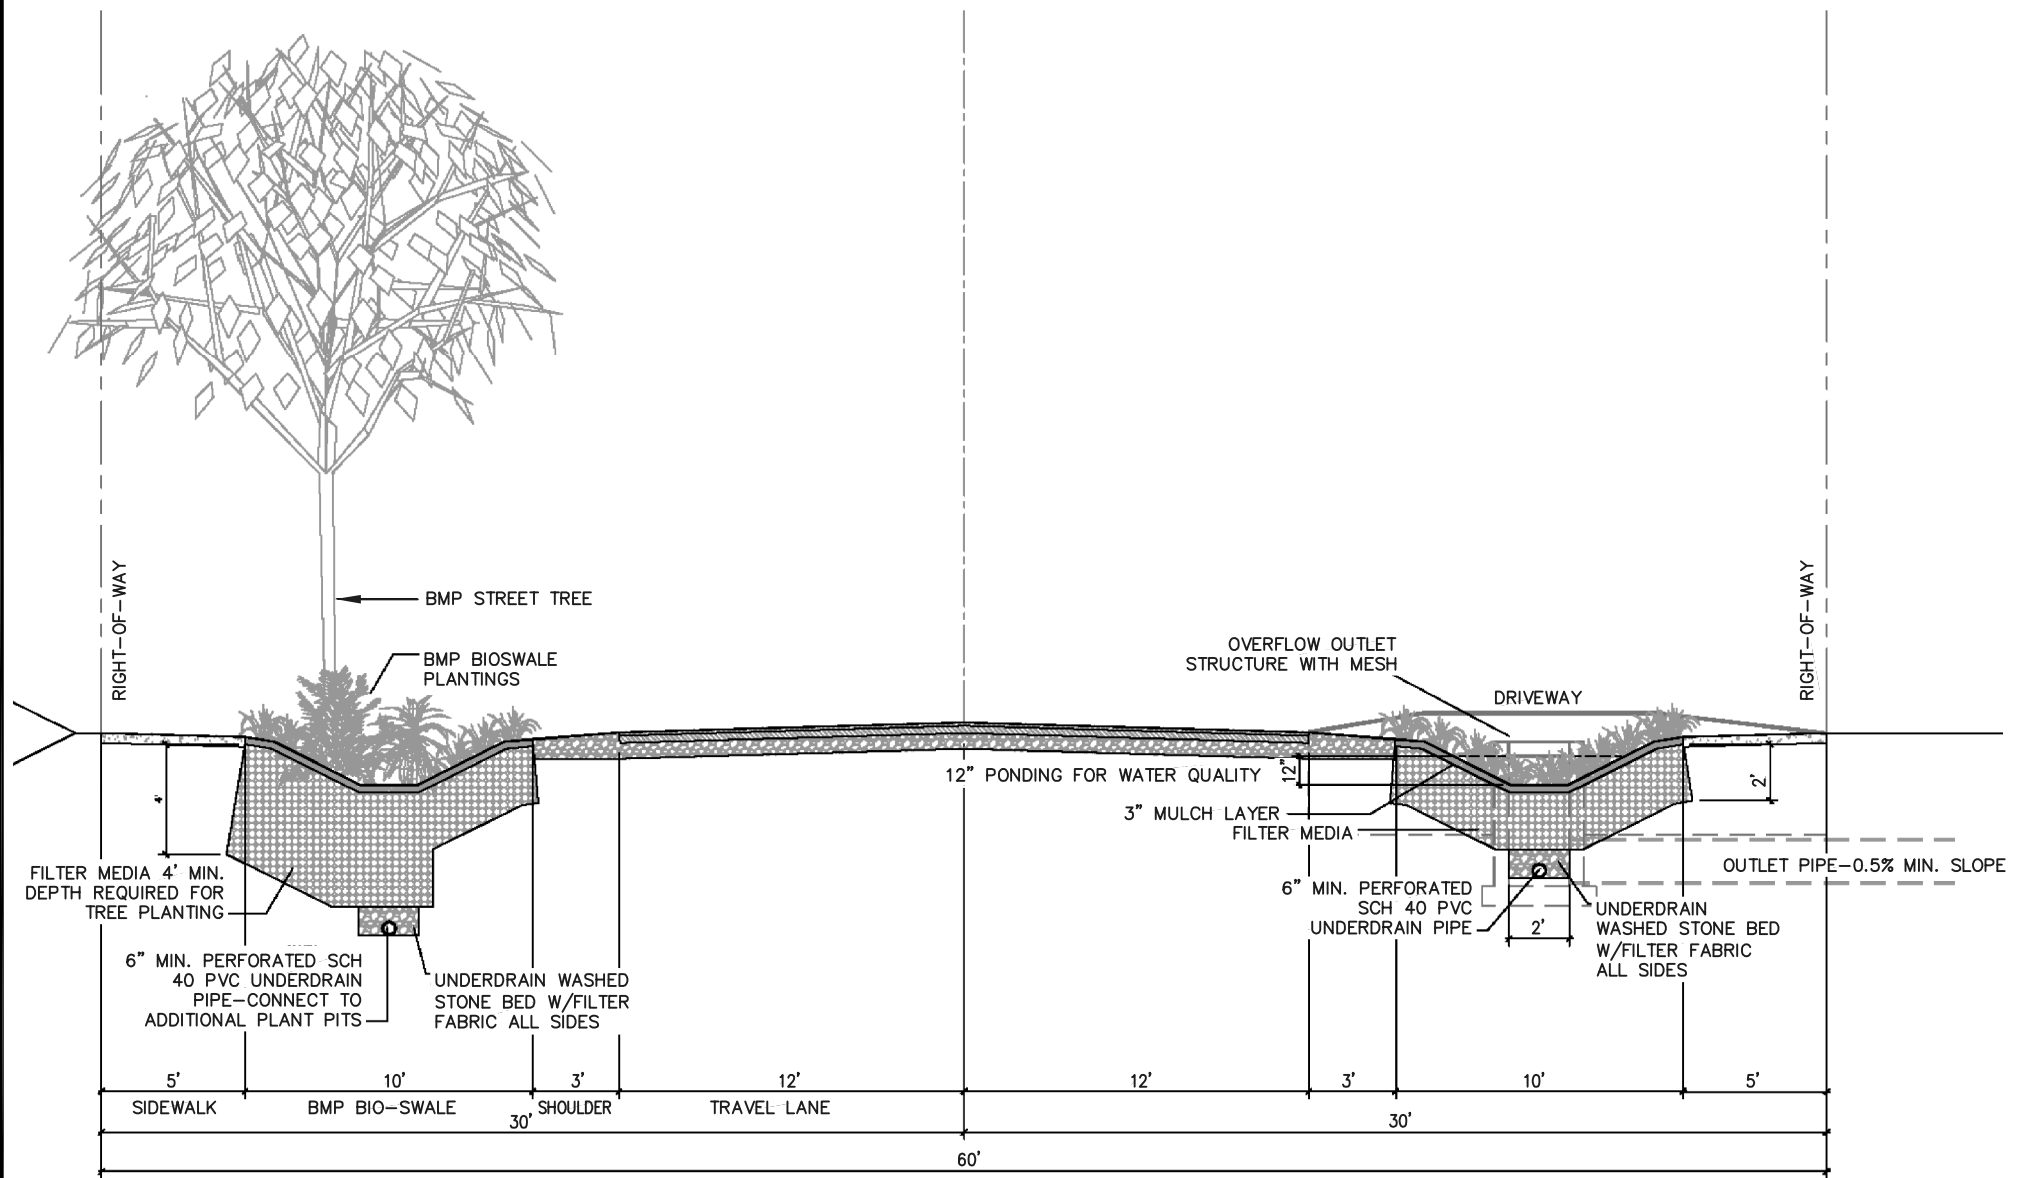 RIGHT-OF-WAY
BMP STREET TREE
BMP BIOSWALE
PLANTINGS
4'
FILTER MEDIA 4' MIN.
DEPTH REQUIRED FOR
TREE PLANTING
6" MIN. PERFORATED SCH
40 PVC UNDERDRAIN
PIPE-CONNECT TO
ADDITIONAL PLANT PITS
UNDERDRAIN WASHED
STONE BED W/FILTER
FABRIC ALL SIDES
RIGHT-OF-WAY
OVERFLOW OUTLET
STRUCTURE WITH MESH
DRIVEWAY
12" PONDING FOR WATER QUALITY
12"
3" MULCH LAYER
FILTER MEDIA
2'
OUTLET PIPE-0.5% MIN. SLOPE
6" MIN. PERFORATED
SCH 40 PVC
UNDERDRAIN PIPE
2'
UNDERDRAIN
WASHED STONE BED
W/FILTER FABRIC
ALL SIDES
5' 10' 3' 12' 12' 3' 10' 5'
SIDEWALK BMP BIO-SWALE SHOULDER TRAVEL LANE
30' 30'
60'